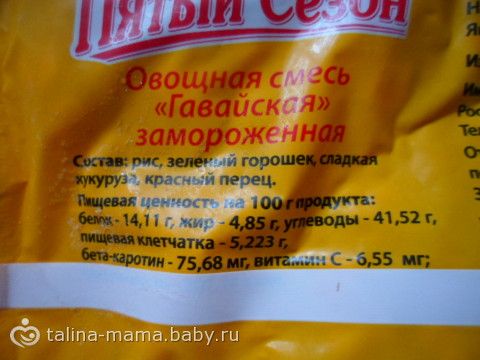 Пятый Сезон
Овощная смесь
«Гавайская»
замороженная
Состав: рис, зеленый горошек, сладкая
кукуруза, красный перец.
Пищевая ценность на 100 г продукта:
белок - 14,11 г, жир - 4,85 г, углеводы - 41,52 г,
пищевая клетчатка - 5,223 г,
бета-каротин - 75,68 мг, витамин С - 6,55 мг;
talina-mama.baby.ru